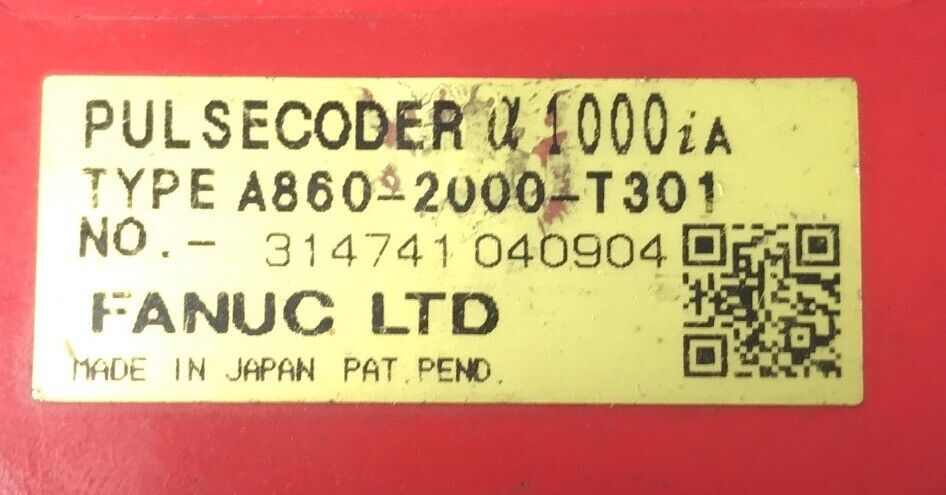 PULSECODER α1000iA
TYPE A860-2000-T301
NO.- 314741 040904
FANUC LTD
MADE IN JAPAN PAT.PEND.